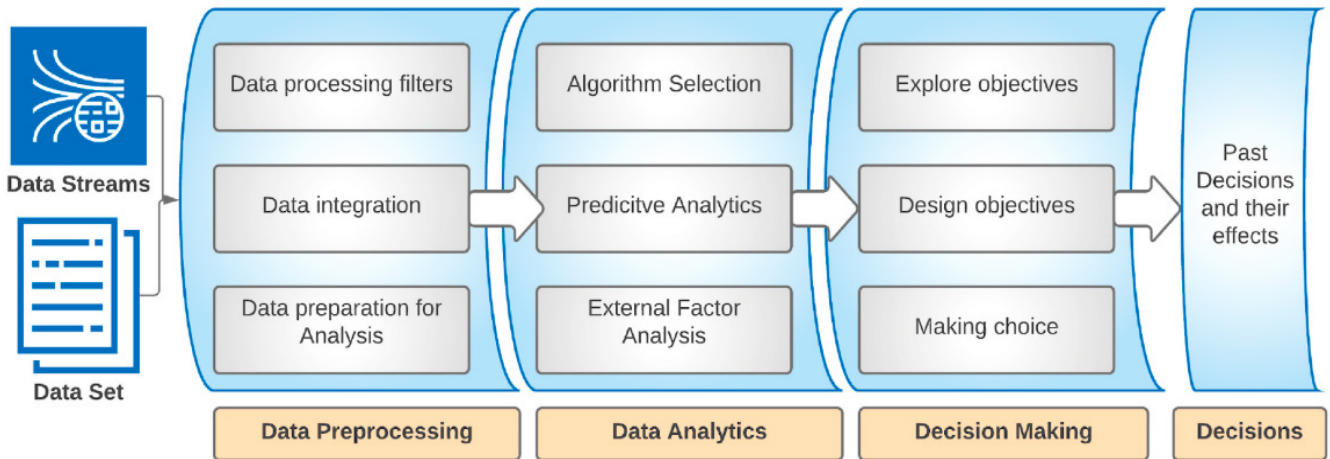 Data Streams
Data Set
Data processing filters
Data integration
Data preparation for
Analysis
Data Preprocessing
Algorithm Selection
Predicitve Analytics
External Factor
Analysis
Data Analytics
Explore objectives
Design objectives
Making choice
Decision Making
Past
Decisions
and their
effects
Decisions